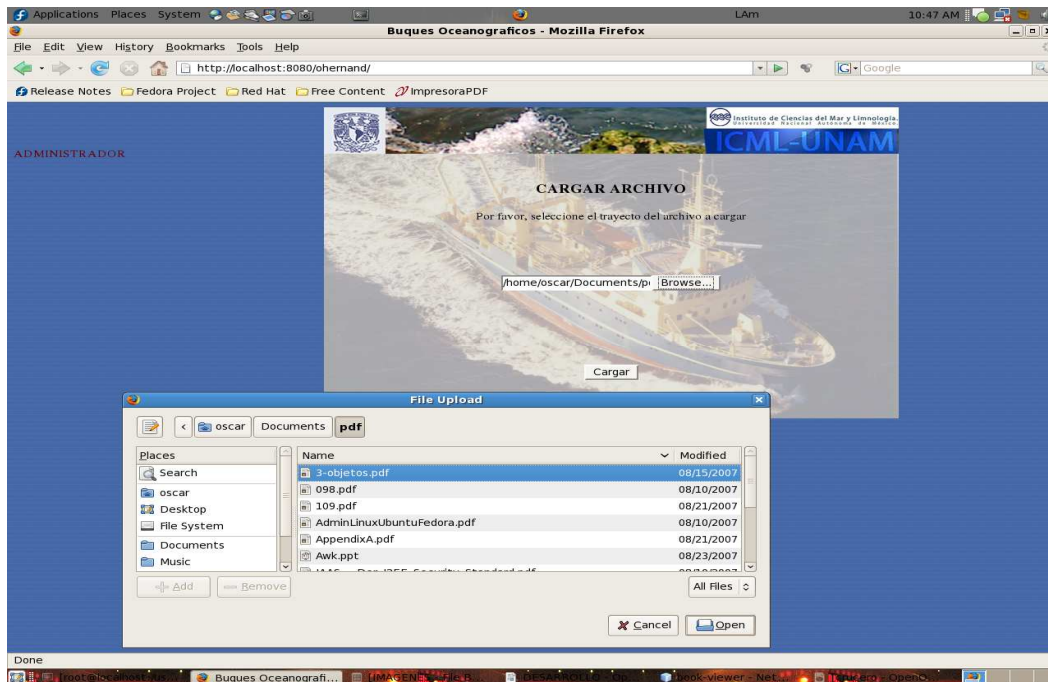 Applications Places System LAm 10:47 AM
Buques Oceanograficos - Mozilla Firefox
File Edit View History Bookmarks Tools Help
http://localhost:8080/ohernand/ Google
Release Notes Fedora Project Red Hat Free Content ImpresoraPDF
Instituto de Ciencias del Mar y Limnología.
Universidad Nacional Autónoma de México.
ICML-UNAM
ADMINISTRADOR
CARGAR ARCHIVO
Por favor, seleccione el trayecto del archivo a cargar
/home/oscar/Documents/p Browse...
Cargar
File Upload
oscar Documents pdf
Places Name Modified
Search 3-objetos.pdf 08/15/2007
oscar 098.pdf 08/10/2007
Desktop 109.pdf 08/21/2007
File System AdminLinuxUbuntuFedora.pdf 08/10/2007
Documents AppendixA.pdf 08/21/2007
Music Awk.ppt 08/23/2007
Add Remove All Files
Cancel Open
Done
Buques Oceanografi...